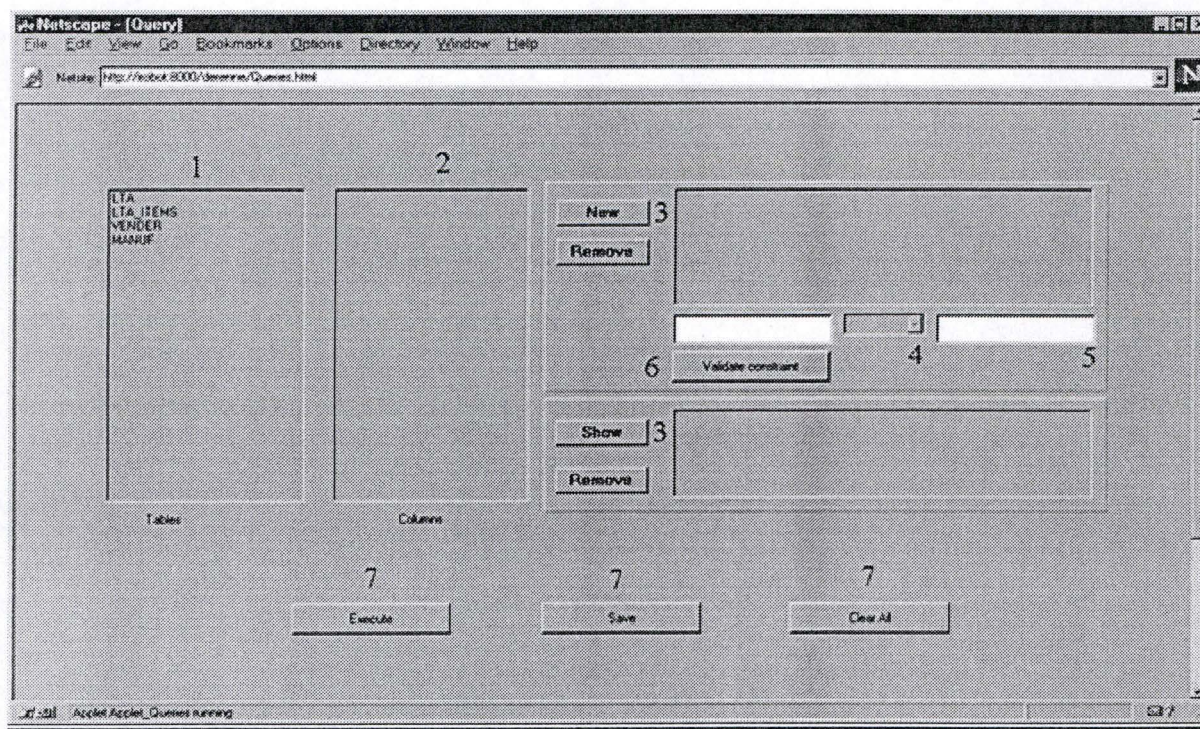 Netscape - [Query]
File Edit View Go Bookmarks Options Directory Window Help
Netsite: http://
:8000/
/Queries.html
N
1
2
LTA
LTA_ITEMS
VENDER
MANUF
New 3
Remove
4
5
6 Validate constraint
Show 3
Remove
Tables
Columns
7
7
7
Execute
Save
Clear All
Applet Applet_Queries running